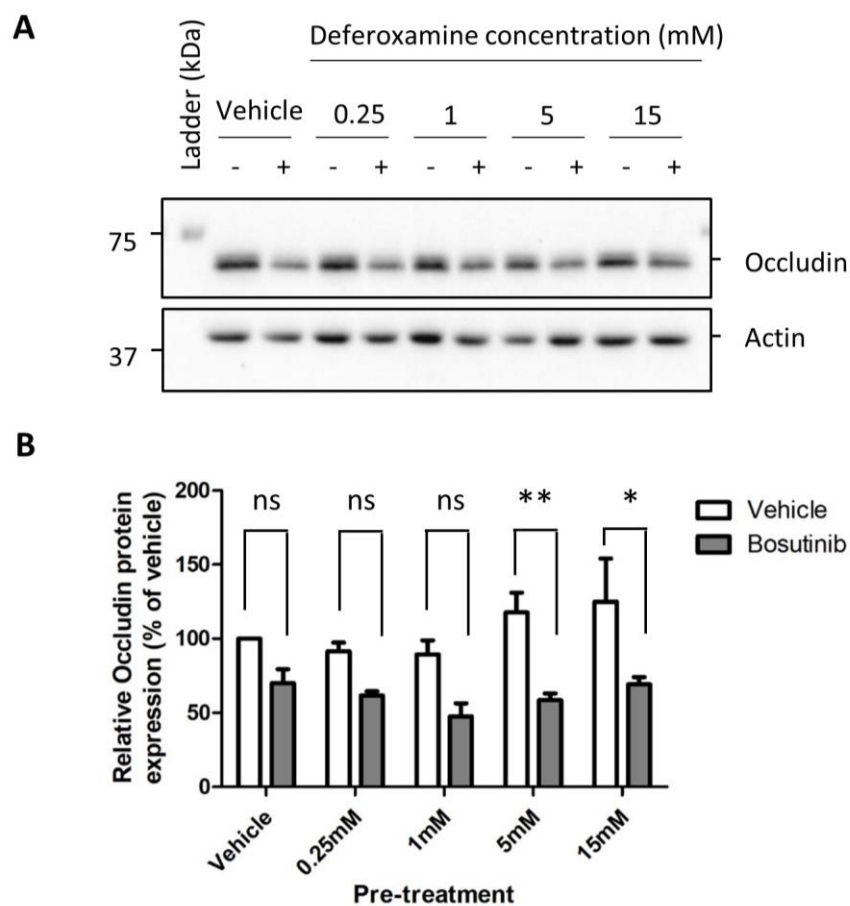 A
Ladder (kDa)
Deferoxamine concentration (mM)
Vehicle 0.25 1 5 15
- + - + - + - + - +
75
Occludin
Actin
37
B
Relative Occludin protein
expression (% of vehicle)
200
150
100
50
0
ns ns ns ** *
Vehicle
Bosutinib
Vehicle 0.25mM 1mM 5mM 15mM
Pre-treatment